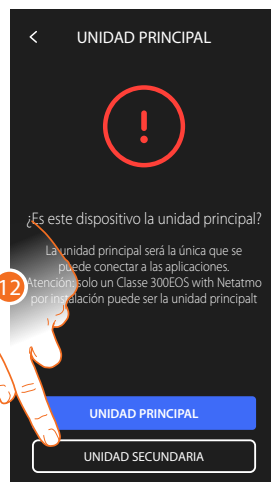 UNIDAD PRINCIPAL
!
¿Es este dispositivo la unidad principal?
La unidad principal será la única que se
puede conectar a las aplicaciones.
Atención: solo un Classe 300EOS with Netatmo
por instalación puede ser la unidad principalt
12
UNIDAD PRINCIPAL
UNIDAD SECUNDARIA